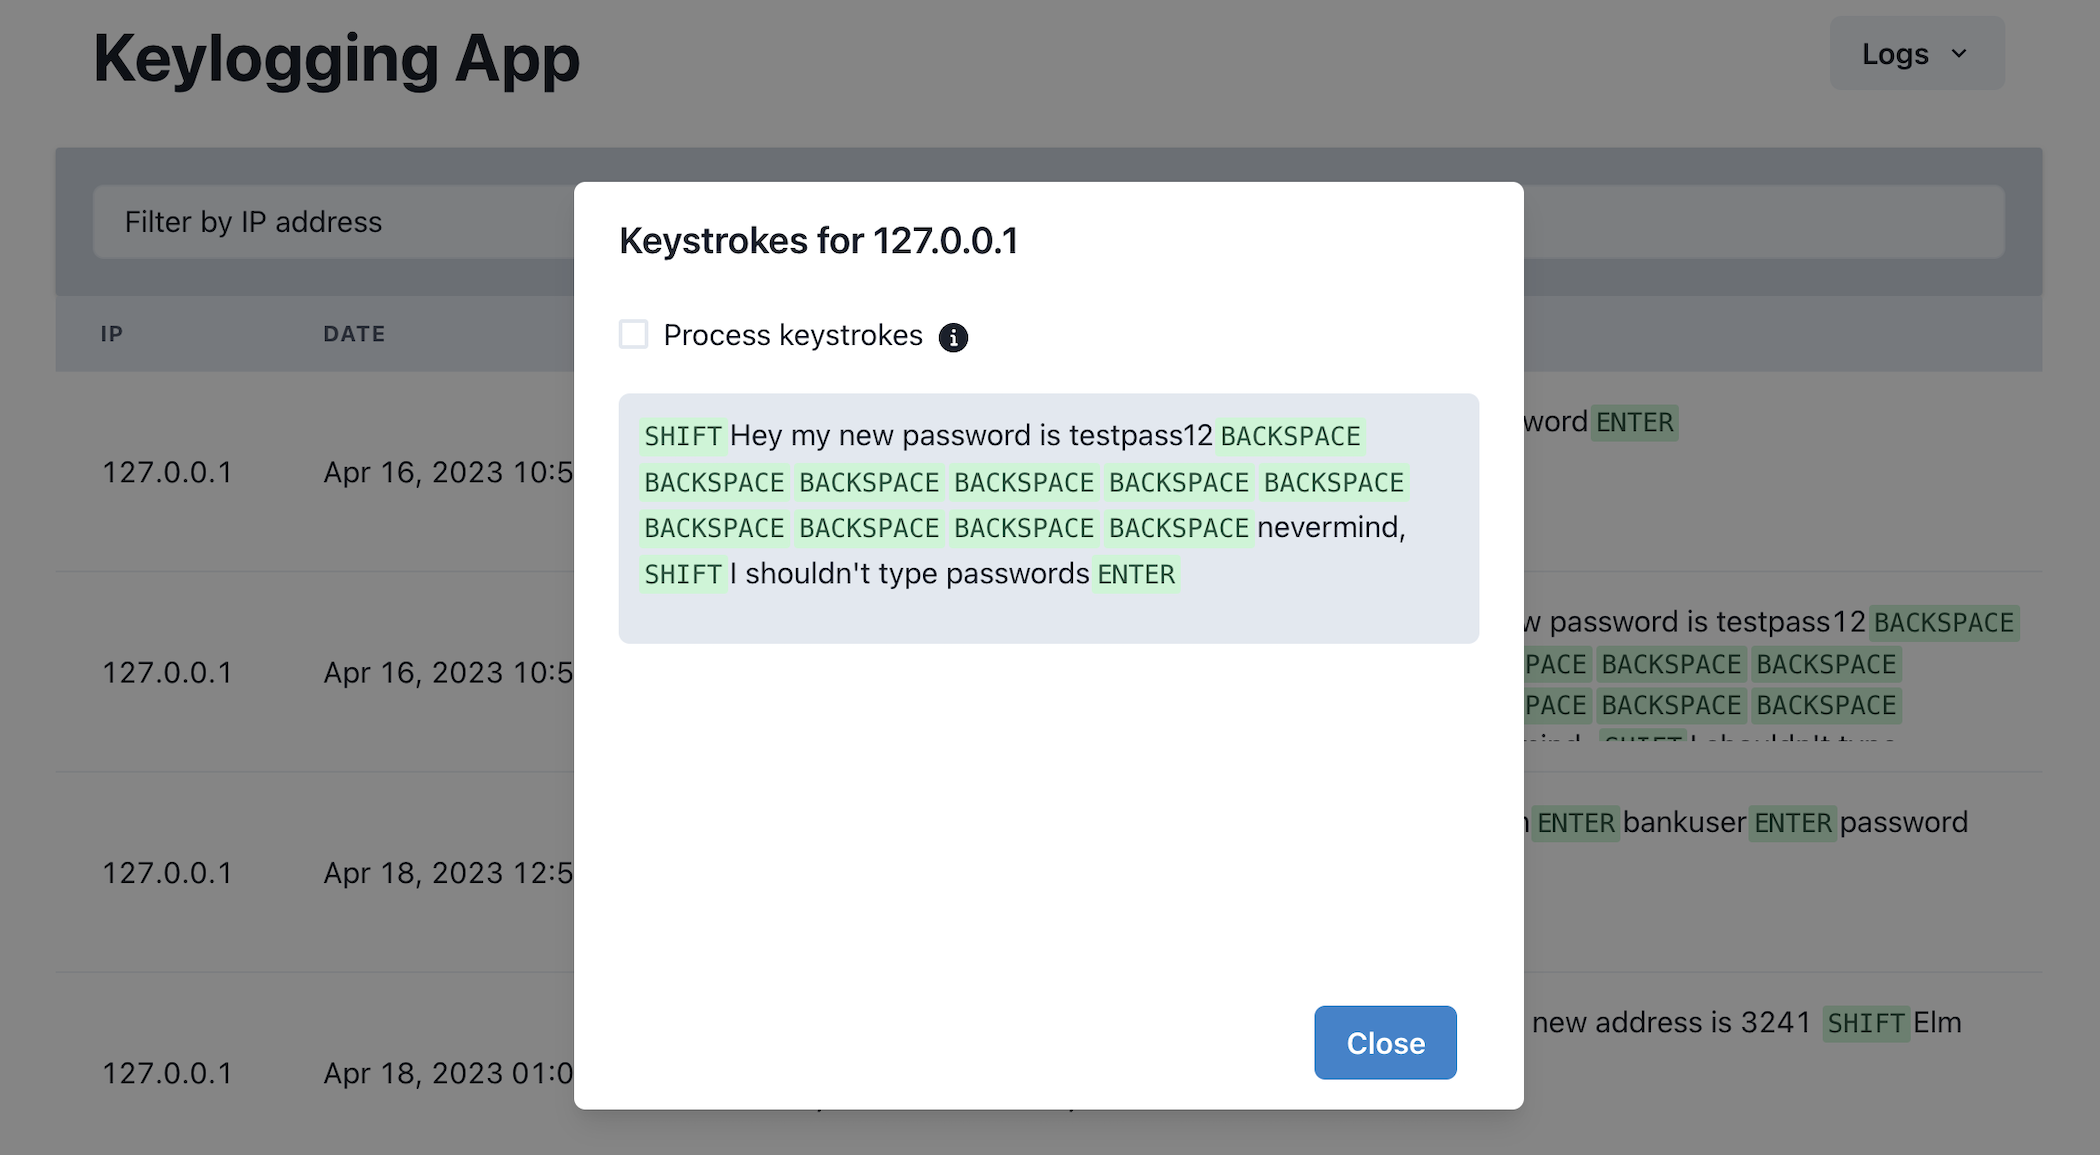 Keylogging App
Logs
Filter by IP address
IP DATE
127.0.0.1 Apr 16, 2023 10:5
word ENTER
127.0.0.1 Apr 16, 2023 10:5
w password is testpass12 BACKSPACE
PACE BACKSPACE BACKSPACE
PACE BACKSPACE BACKSPACE
SHIFT I shouldn't type
127.0.0.1 Apr 18, 2023 12:5
ENTER bankuser ENTER password
127.0.0.1 Apr 18, 2023 01:0
new address is 3241 SHIFT Elm
Keystrokes for 127.0.0.1
Process keystrokes
SHIFT Hey my new password is testpass12 BACKSPACE
BACKSPACE BACKSPACE BACKSPACE BACKSPACE BACKSPACE
BACKSPACE BACKSPACE BACKSPACE BACKSPACE nevermind,
SHIFT I shouldn't type passwords ENTER
Close